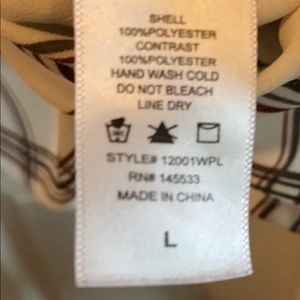 SHELL
100%POLYESTER
CONTRAST
100%POLYESTER
HAND WASH COLD
DO NOT BLEACH
LINE DRY
STYLE# 12001WPL
RN# 145533
MADE IN CHINA
L